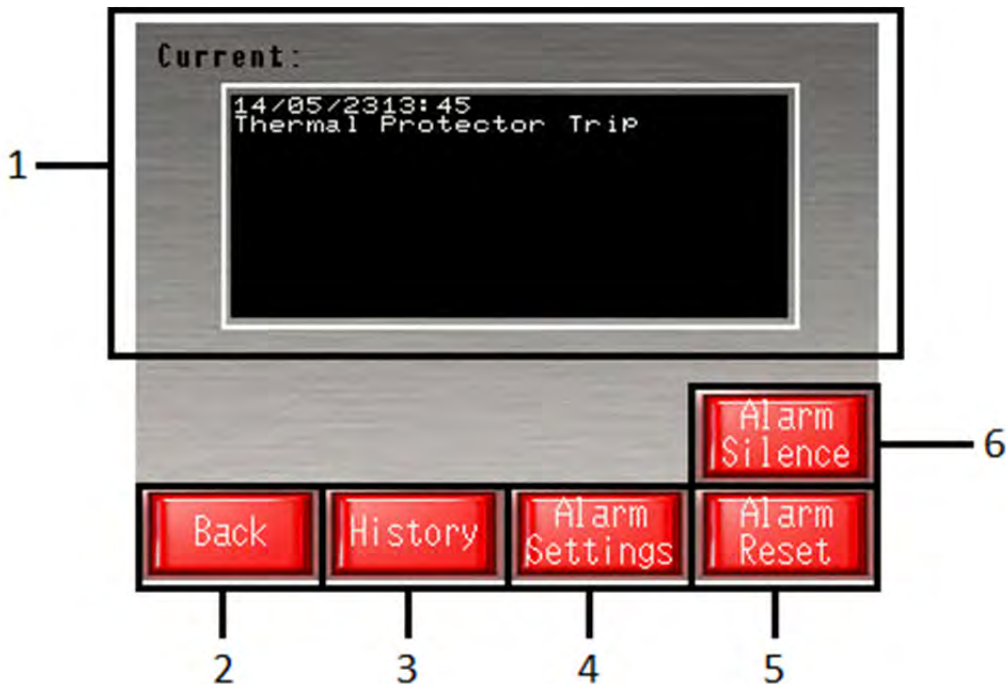 Current:
14/05/2313:45
Thermal Protector Trip
1
Alarm
Silence
6
Back
History
Alarm
Settings
Alarm
Reset
2
3
4
5